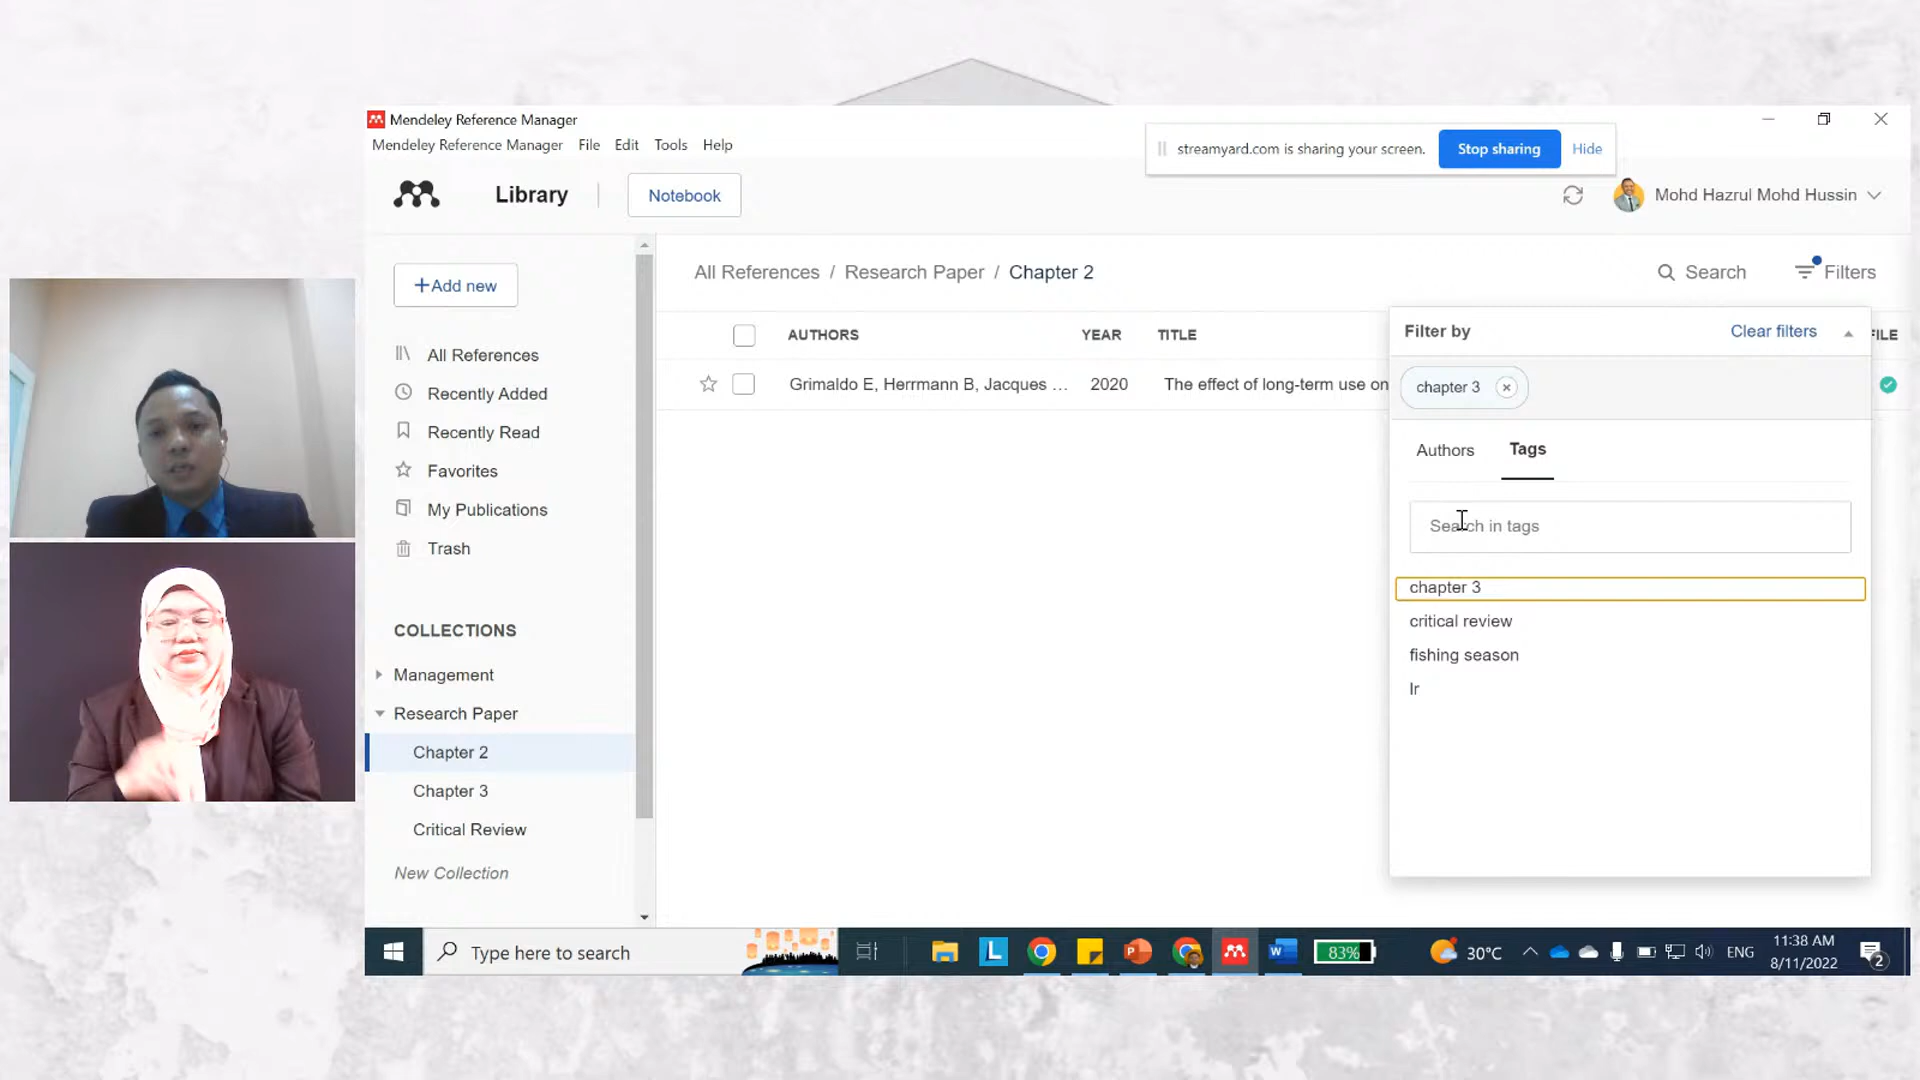 Mendeley Reference Manager
Mendeley Reference Manager File Edit Tools Help
streamyard.com is sharing your screen. Stop sharing Hide
Library Notebook
Mohd Hazrul Mohd Hussin
+Add new
All References
Recently Added
Recently Read
Favorites
My Publications
Trash
COLLECTIONS
Management
Research Paper
Chapter 2
Chapter 3
Critical Review
New Collection
All References / Research Paper / Chapter 2
Search Filters
AUTHORS YEAR TITLE
ILE
Grimaldo E, Herrmann B, Jacques ... 2020 The effect of long-term use on
Filter by Clear filters
chapter 3
Authors Tags
Search in tags
chapter 3
critical review
fishing season
lr
Type here to search
L
83%
30°C
ENG
11:38 AM
8/11/2022
2